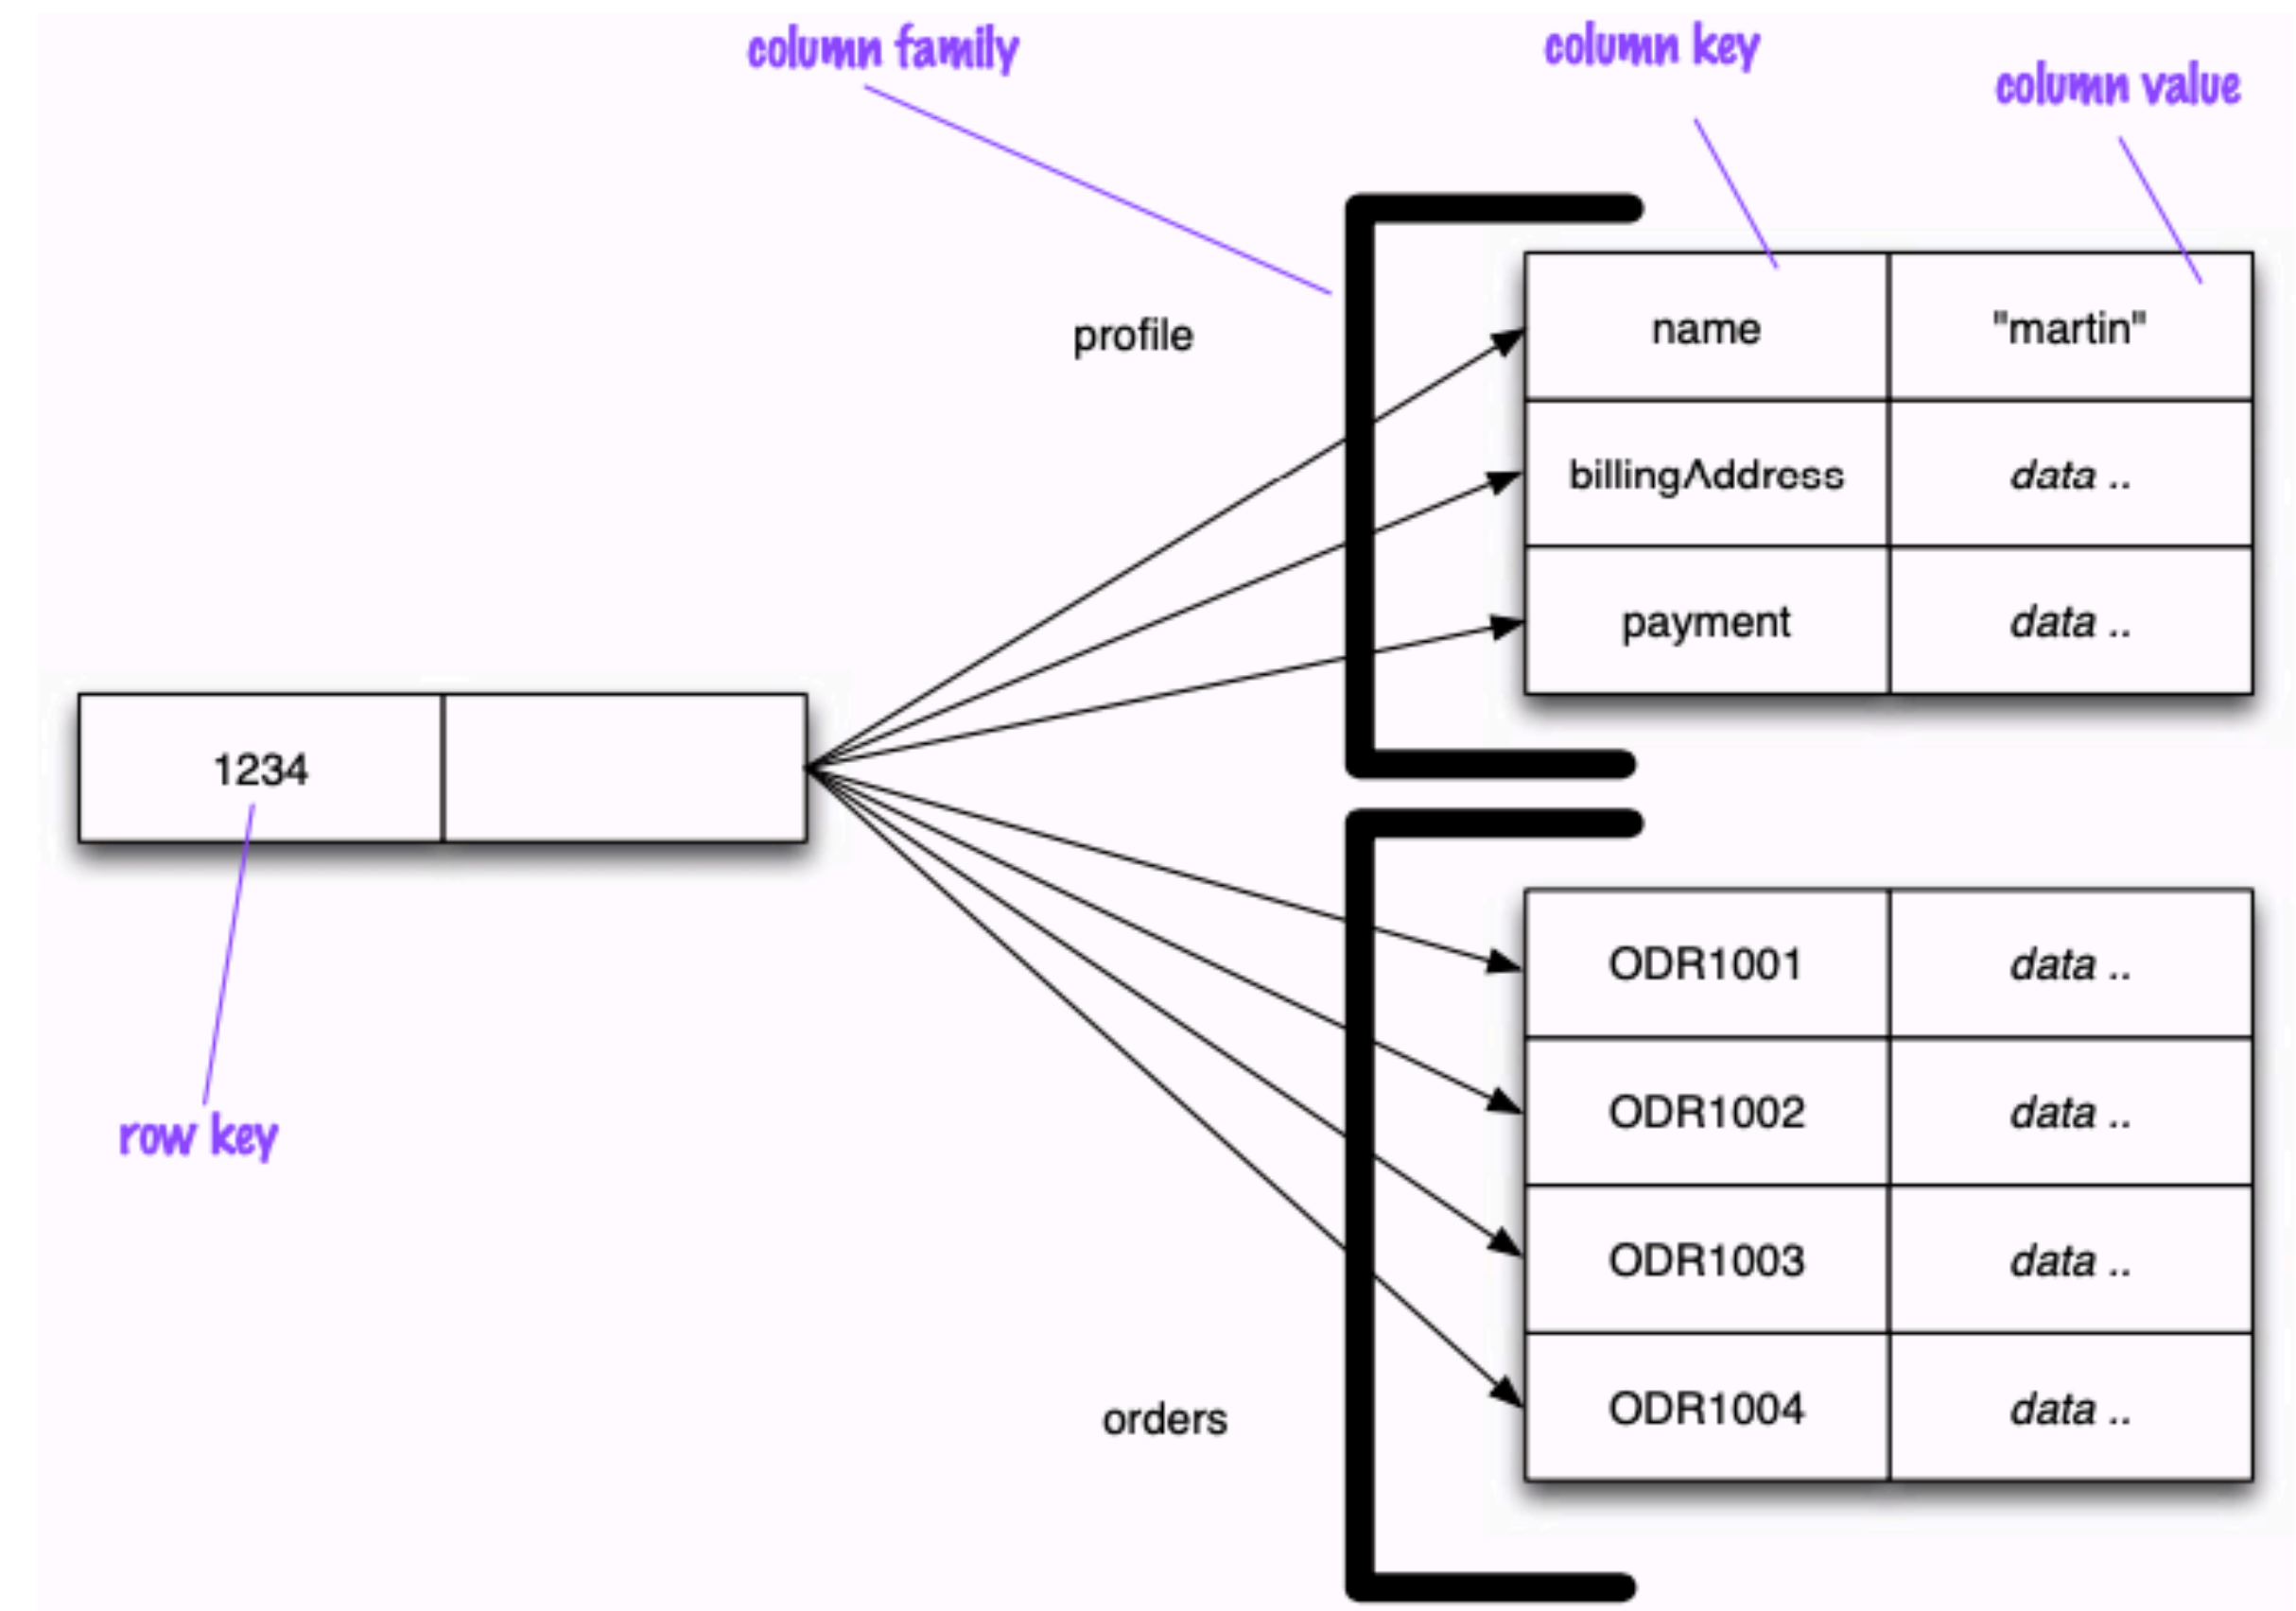 column family
column key
column value
profile
name "martin"
billingAddress data ..
payment data ..
1234
row key
ODR1001 data ..
ODR1002 data ..
ODR1003 data ..
ODR1004 data ..
orders